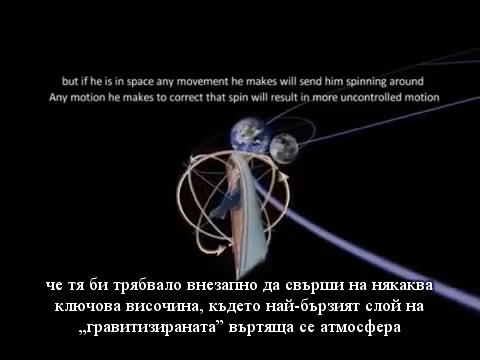 but if he is in space any movement he makes will send him spinning around
Any motion he makes to correct that spin will result in more uncontrolled motion
че тя би трябвало внезапно да свърши на някаква
ключова височина, където най-бързият слой на
„гравитизираната” въртяща се атмосфера